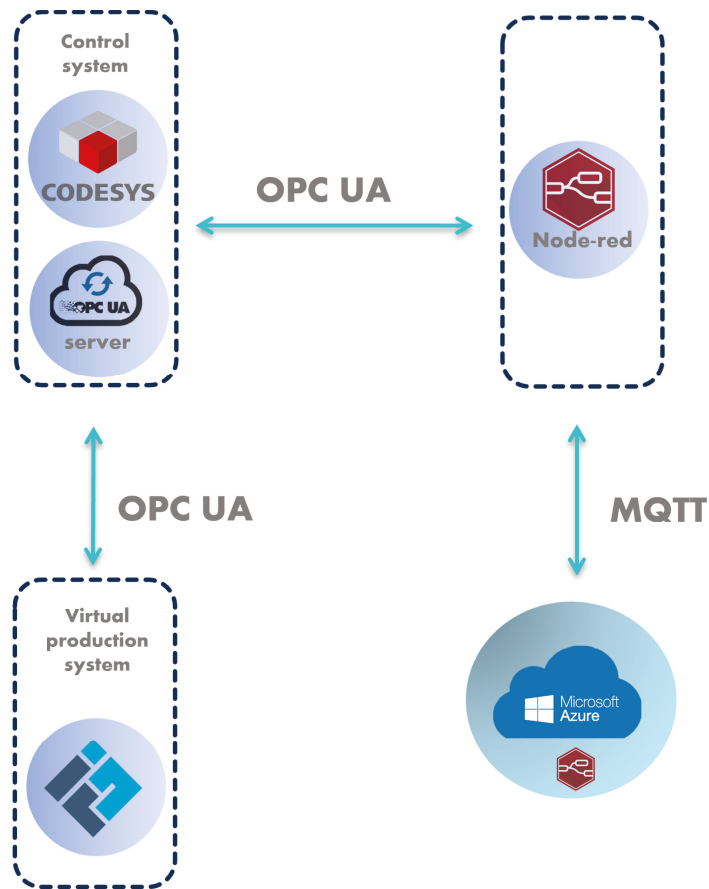 Control
system
CODESYS
OPC UA
server
OPC UA
Node-red
OPC UA
MQTT
Virtual
production
system
Microsoft
Azure